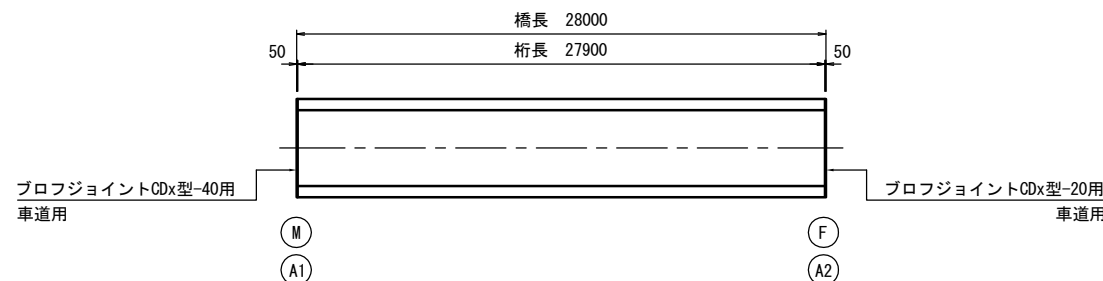 橋長 28000
50 桁長 27900 50
ブロフジョイントCDx型-40用
車道用
ブロフジョイントCDx型-20用
車道用
M F
A1 A2